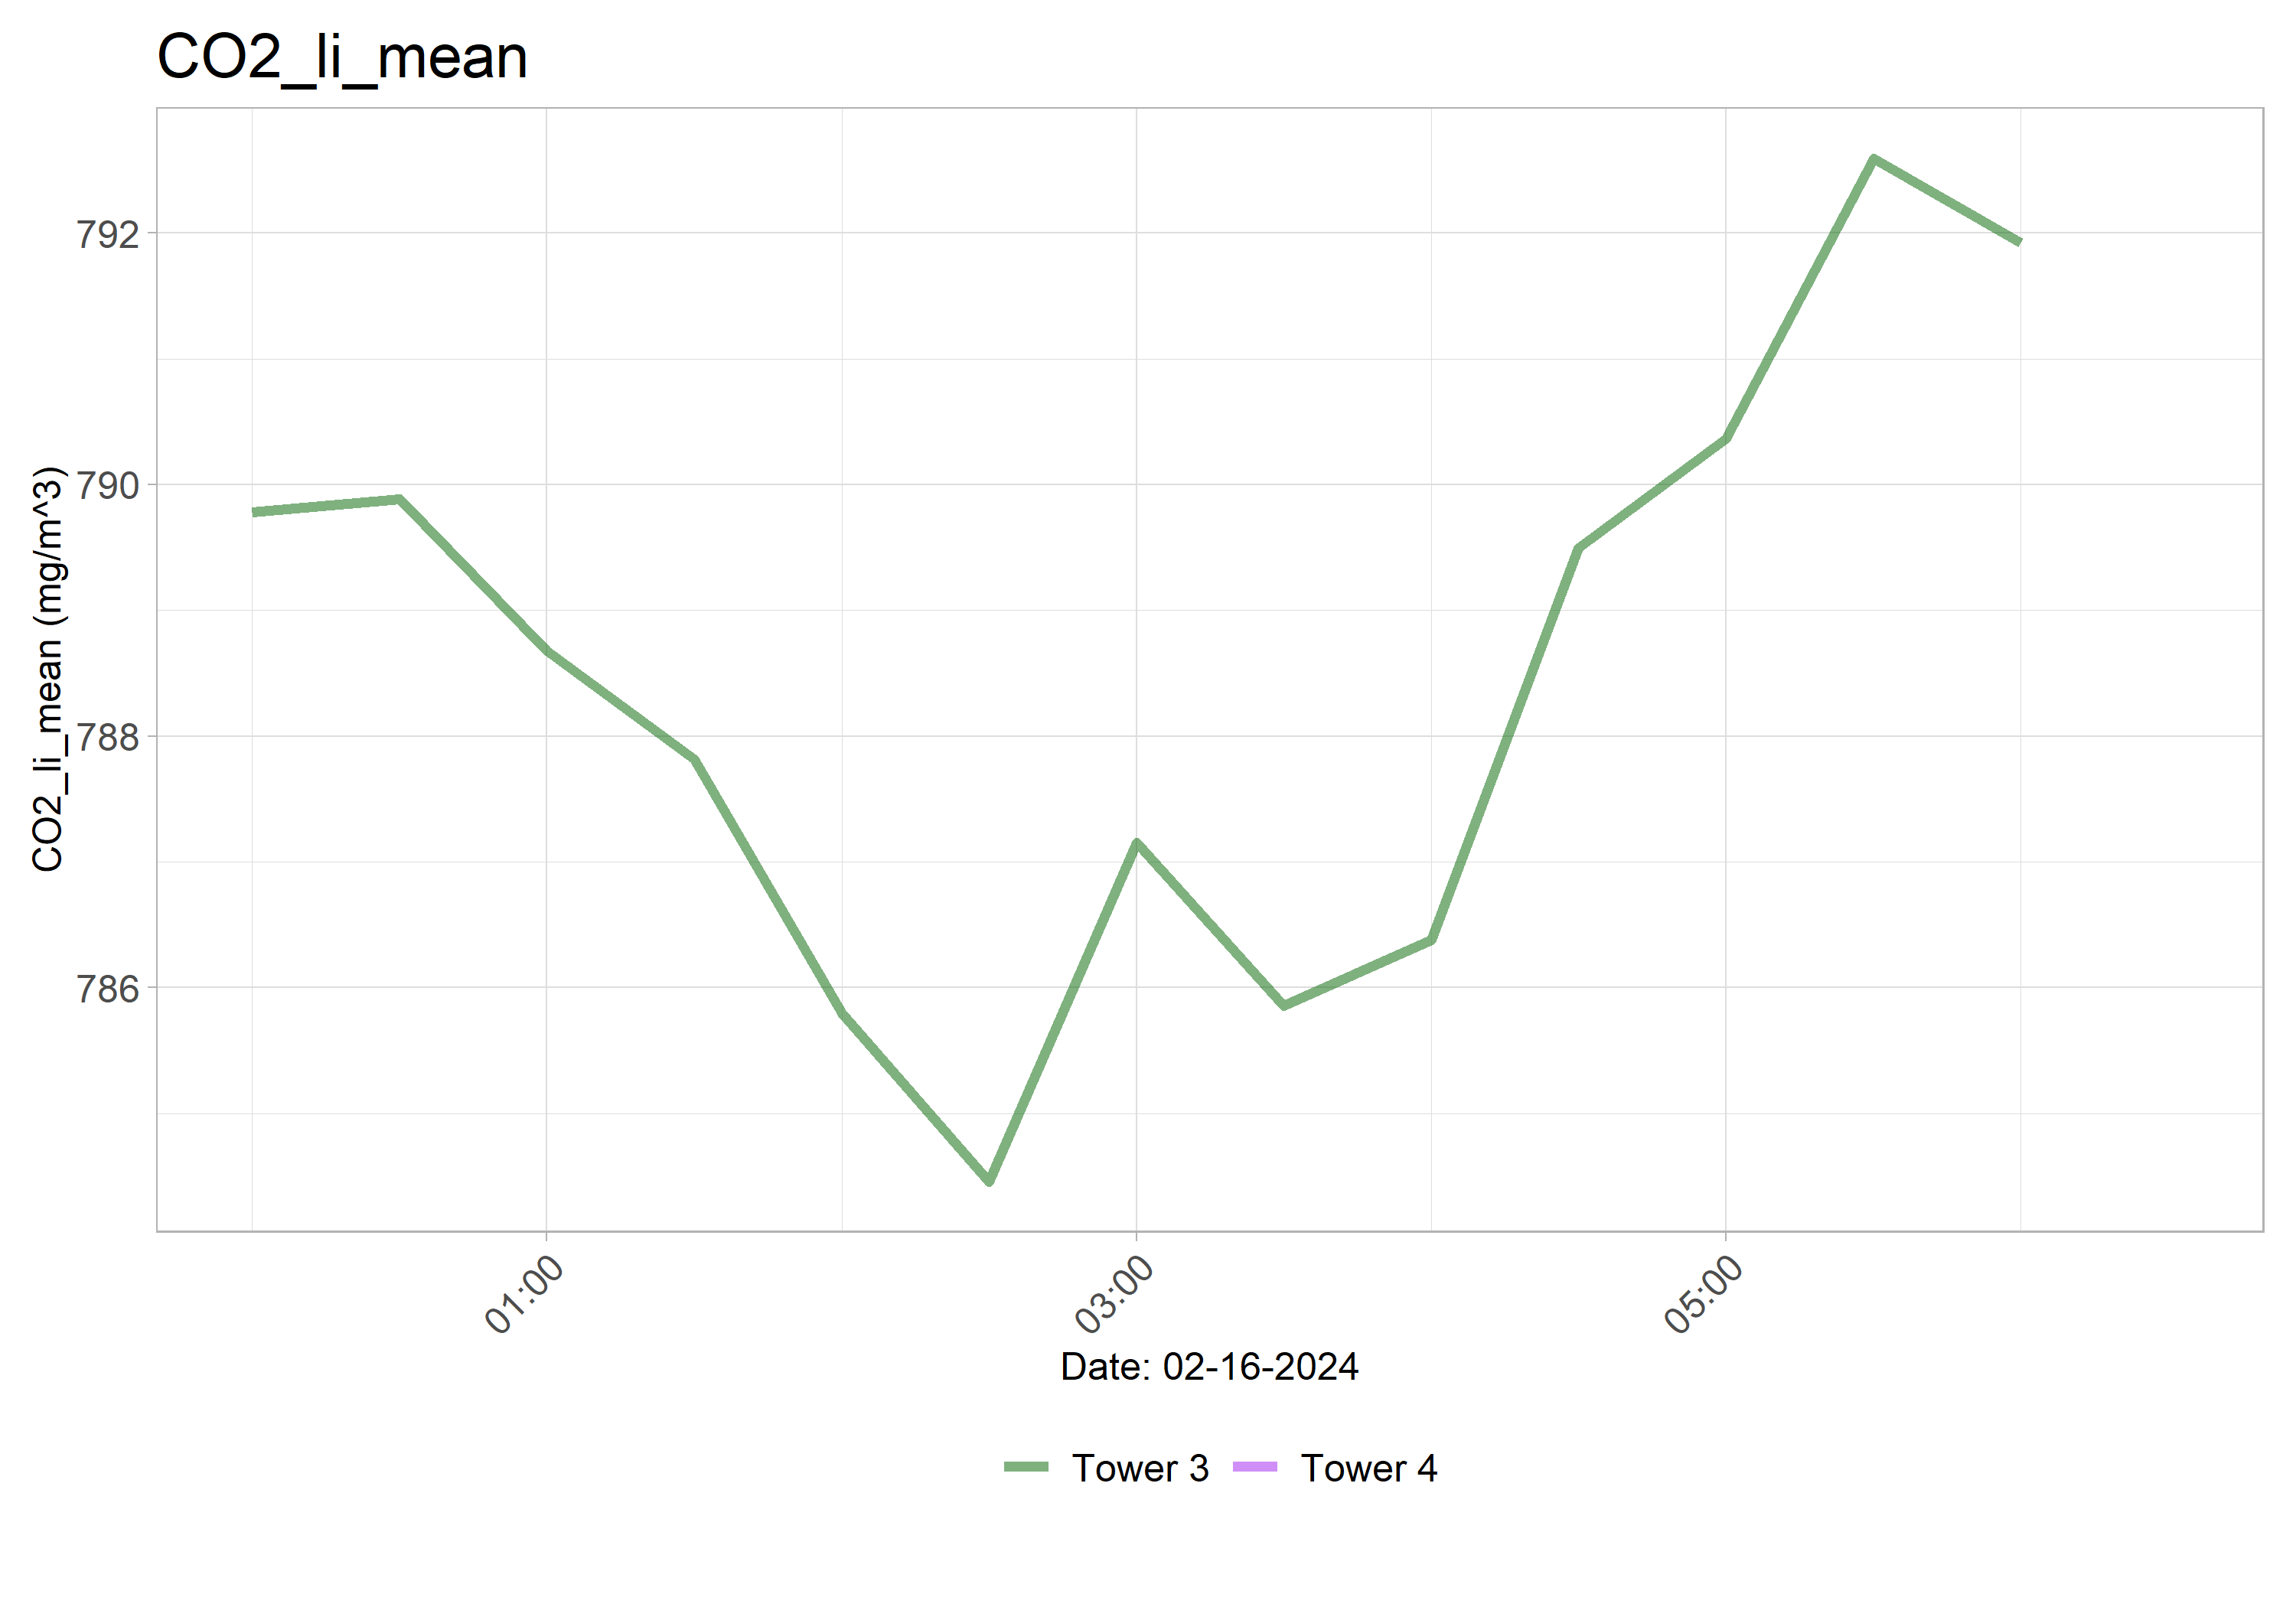 CO2_li_mean
CO2_li_mean (mg/m^3)
792
790
788
786
01:00
03:00
05:00
Date: 02-16-2024
Tower 3
Tower 4